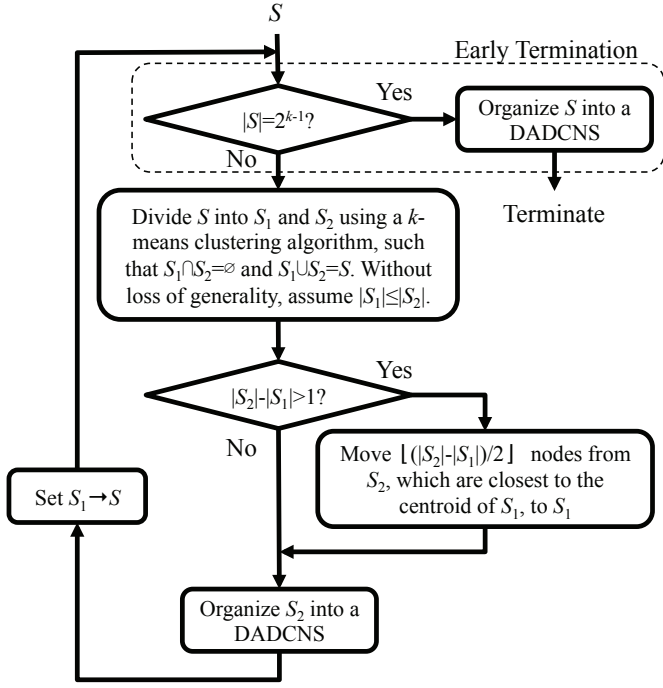 S
Early Termination
|S|=2^{k-1}?
Yes
Organize S into a
DADCNS
No
Terminate
Divide S into S₁ and S₂ using a k-
means clustering algorithm, such
that S₁∩S₂=∅ and S₁∪S₂=S. Without
loss of generality, assume |S₁|≤|S₂|.
|S₂|-|S₁|>1?
Yes
No
Move ⌊(|S₂|-|S₁|)/2⌋ nodes from
S₂, which are closest to the
centroid of S₁, to S₁
Set S₁→S
Organize S₂ into a
DADCNS